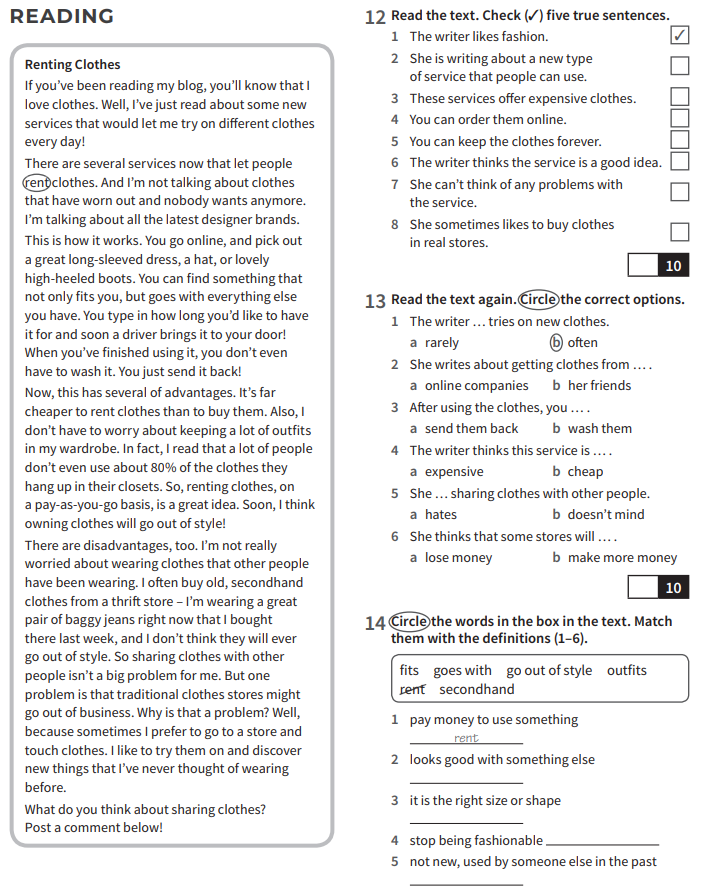 READING
Renting Clothes
If you've been reading my blog, you'll know that I
love clothes. Well, I've just read about some new
services that would let me try on different clothes
every day!
There are several services now that let people
rent clothes. And I'm not talking about clothes
that have worn out and nobody wants anymore.
I'm talking about all the latest designer brands.
This is how it works. You go online, and pick out
a great long-sleeved dress, a hat, or lovely
high-heeled boots. You can find something that
not only fits you, but goes with everything else
you have. You type in how long you'd like to have
it for and soon a driver brings it to your door!
When you've finished using it, you don't even
have to wash it. You just send it back!
Now, this has several of advantages. It's far
cheaper to rent clothes than to buy them. Also, I
don't have to worry about keeping a lot of outfits
in my wardrobe. In fact, I read that a lot of people
don't even use about 80% of the clothes they
hang up in their closets. So, renting clothes, on
a pay-as-you-go basis, is a great idea. Soon, I think
owning clothes will go out of style!
There are disadvantages, too. I'm not really
worried about wearing clothes that other people
have been wearing. I often buy old, secondhand
clothes from a thrift store – I'm wearing a great
pair of baggy jeans right now that I bought
there last week, and I don't think they will ever
go out of style. So sharing clothes with other
people isn't a big problem for me. But one
problem is that traditional clothes stores might
go out of business. Why is that a problem? Well,
because sometimes I prefer to go to a store and
touch clothes. I like to try them on and discover
new things that I've never thought of wearing
before.
What do you think about sharing clothes?
Post a comment below!
12 Read the text. Check (✓) five true sentences.
1 The writer likes fashion. ✓
2 She is writing about a new type
of service that people can use.
3 These services offer expensive clothes.
4 You can order them online.
5 You can keep the clothes forever.
6 The writer thinks the service is a good idea.
7 She can't think of any problems with
the service.
8 She sometimes likes to buy clothes
in real stores.
10
13 Read the text again. Circle the correct options.
1 The writer … tries on new clothes.
a rarely b often
2 She writes about getting clothes from … .
a online companies b her friends
3 After using the clothes, you … .
a send them back b wash them
4 The writer thinks this service is … .
a expensive b cheap
5 She … sharing clothes with other people.
a hates b doesn't mind
6 She thinks that some stores will … .
a lose money b make more money
10
14 Circle the words in the box in the text. Match
them with the definitions (1–6).
fits goes with go out of style outfits
rent secondhand
1 pay money to use something
rent
2 looks good with something else
3 it is the right size or shape
4 stop being fashionable
5 not new, used by someone else in the past